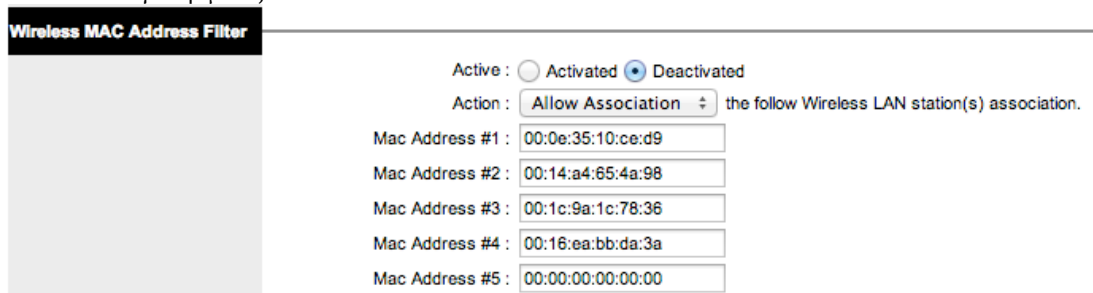 Wireless MAC Address Filter
Active : Activated Deactivated
Action : Allow Association the follow Wireless LAN station(s) association.
Mac Address #1 : 00:0e:35:10:ce:d9
Mac Address #2 : 00:14:a4:65:4a:98
Mac Address #3 : 00:1c:9a:1c:78:36
Mac Address #4 : 00:16:ea:bb:da:3a
Mac Address #5 : 00:00:00:00:00:00